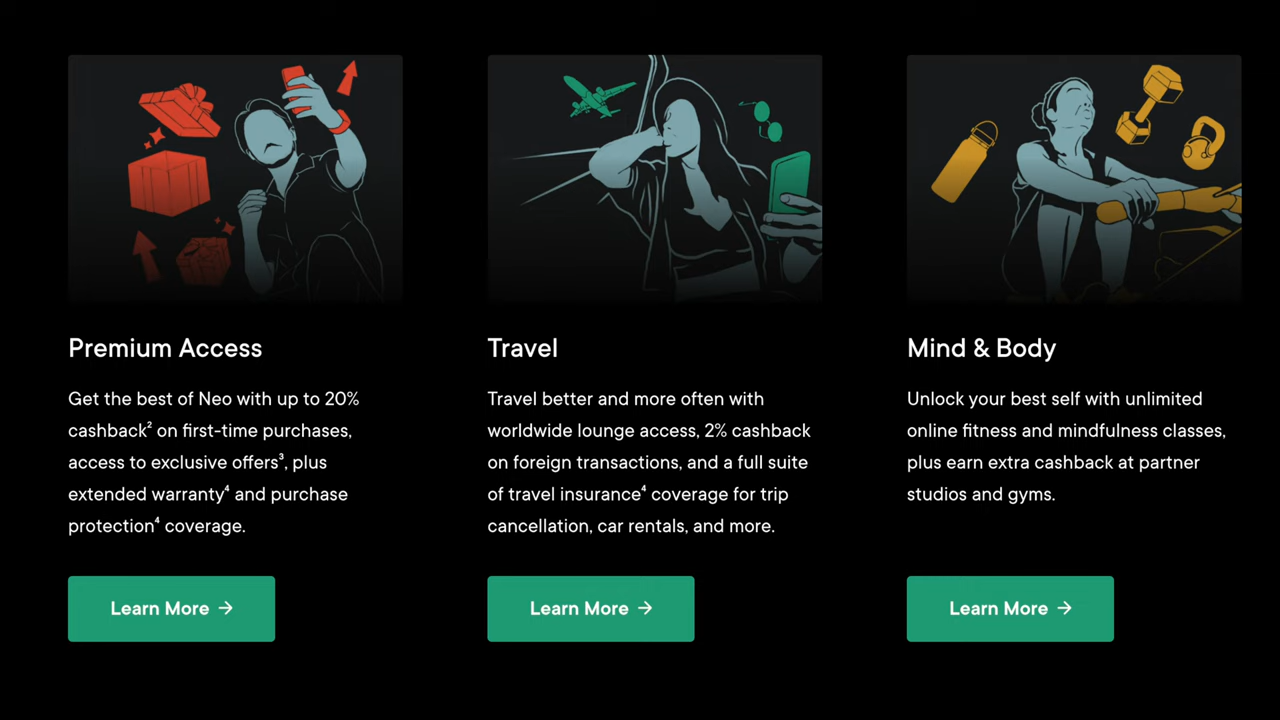 Premium Access
Get the best of Neo with up to 20%
cashback² on first-time purchases,
access to exclusive offers³, plus
extended warranty⁴ and purchase
protection⁴ coverage.
Learn More →
Travel
Travel better and more often with
worldwide lounge access, 2% cashback
on foreign transactions, and a full suite
of travel insurance⁴ coverage for trip
cancellation, car rentals, and more.
Learn More →
Mind & Body
Unlock your best self with unlimited
online fitness and mindfulness classes,
plus earn extra cashback at partner
studios and gyms.
Learn More →